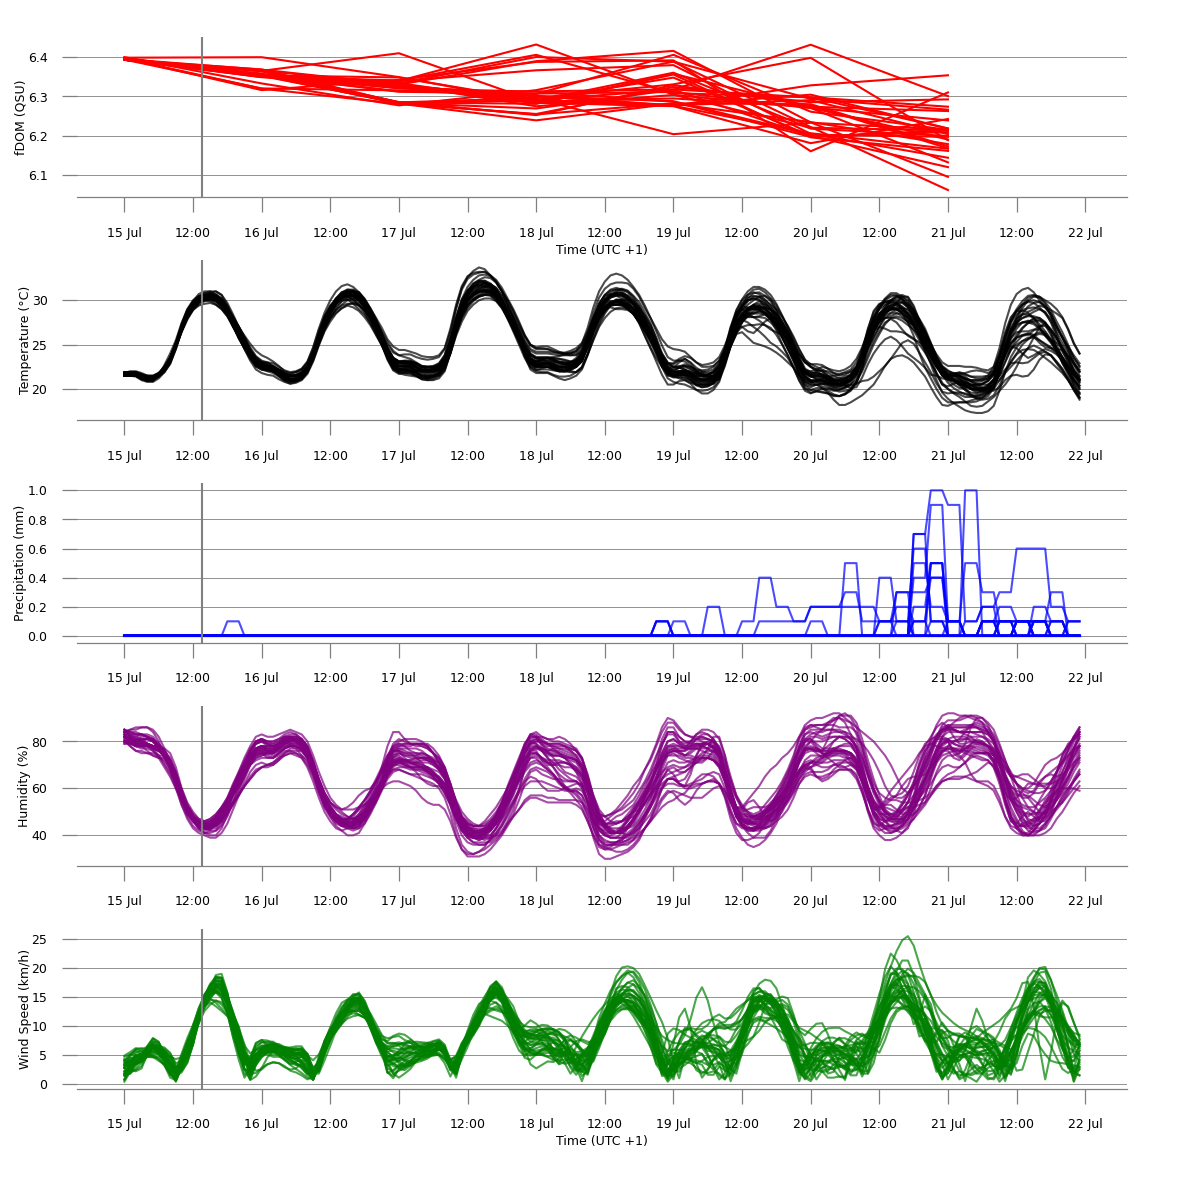 fDOM (QSU)
6.4
6.3
6.2
6.1
15 Jul 12:00 16 Jul 12:00 17 Jul 12:00 18 Jul 12:00 19 Jul 12:00 20 Jul 12:00 21 Jul 12:00 22 Jul
Time (UTC +1)
Temperature (°C)
30
25
20
15 Jul 12:00 16 Jul 12:00 17 Jul 12:00 18 Jul 12:00 19 Jul 12:00 20 Jul 12:00 21 Jul 12:00 22 Jul
Precipitation (mm)
1.0
0.8
0.6
0.4
0.2
0.0
15 Jul 12:00 16 Jul 12:00 17 Jul 12:00 18 Jul 12:00 19 Jul 12:00 20 Jul 12:00 21 Jul 12:00 22 Jul
Humidity (%)
80
60
40
15 Jul 12:00 16 Jul 12:00 17 Jul 12:00 18 Jul 12:00 19 Jul 12:00 20 Jul 12:00 21 Jul 12:00 22 Jul
Wind Speed (km/h)
25
20
15
10
5
0
15 Jul 12:00 16 Jul 12:00 17 Jul 12:00 18 Jul 12:00 19 Jul 12:00 20 Jul 12:00 21 Jul 12:00 22 Jul
Time (UTC +1)